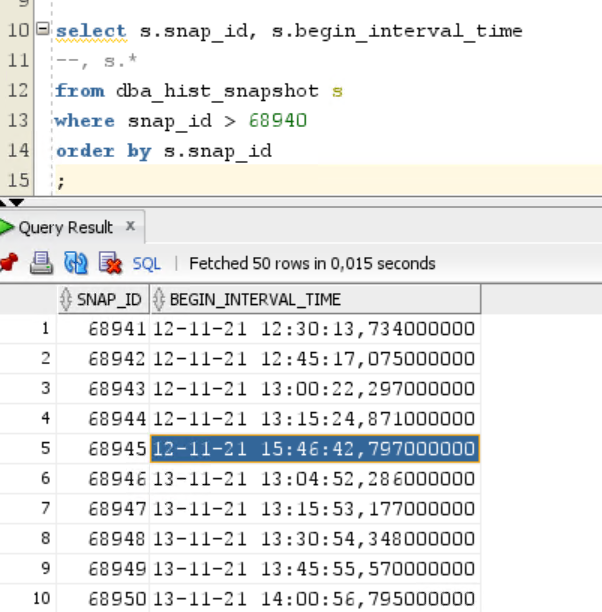 9
10 select s.snap_id, s.begin_interval_time
11 --, s.*
12 from dba_hist_snapshot s
13 where snap_id > 68940
14 order by s.snap_id
15 ;
Query Result x
SQL | Fetched 50 rows in 0,015 seconds
SNAP_ID BEGIN_INTERVAL_TIME
1 68941 12-11-21 12:30:13,734000000
2 68942 12-11-21 12:45:17,075000000
3 68943 12-11-21 13:00:22,297000000
4 68944 12-11-21 13:15:24,871000000
5 68945 12-11-21 15:46:42,797000000
6 68946 13-11-21 13:04:52,286000000
7 68947 13-11-21 13:15:53,177000000
8 68948 13-11-21 13:30:54,348000000
9 68949 13-11-21 13:45:55,570000000
10 68950 13-11-21 14:00:56,795000000